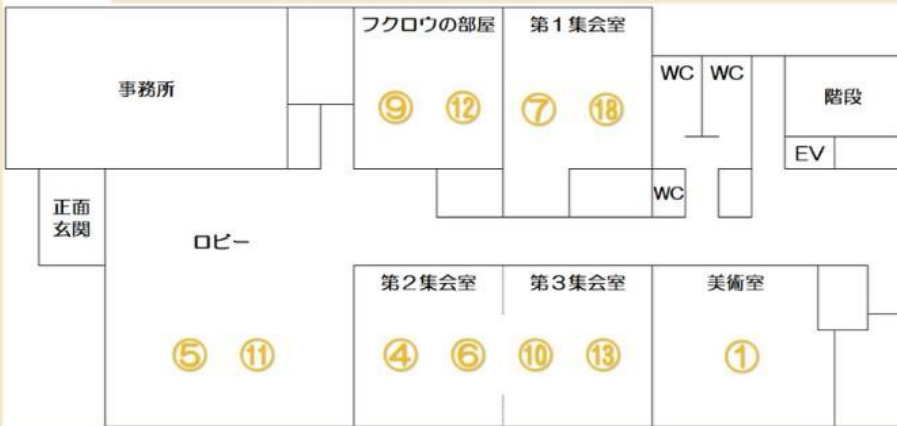 フクロウの部屋
第1集会室
事務所
⑨ ⑫
⑦ ⑱
WC
WC
階段
EV
WC
正面
玄関
ロビー
第2集会室
第3集会室
美術室
⑤ ⑪
④ ⑥
⑩ ⑬
①